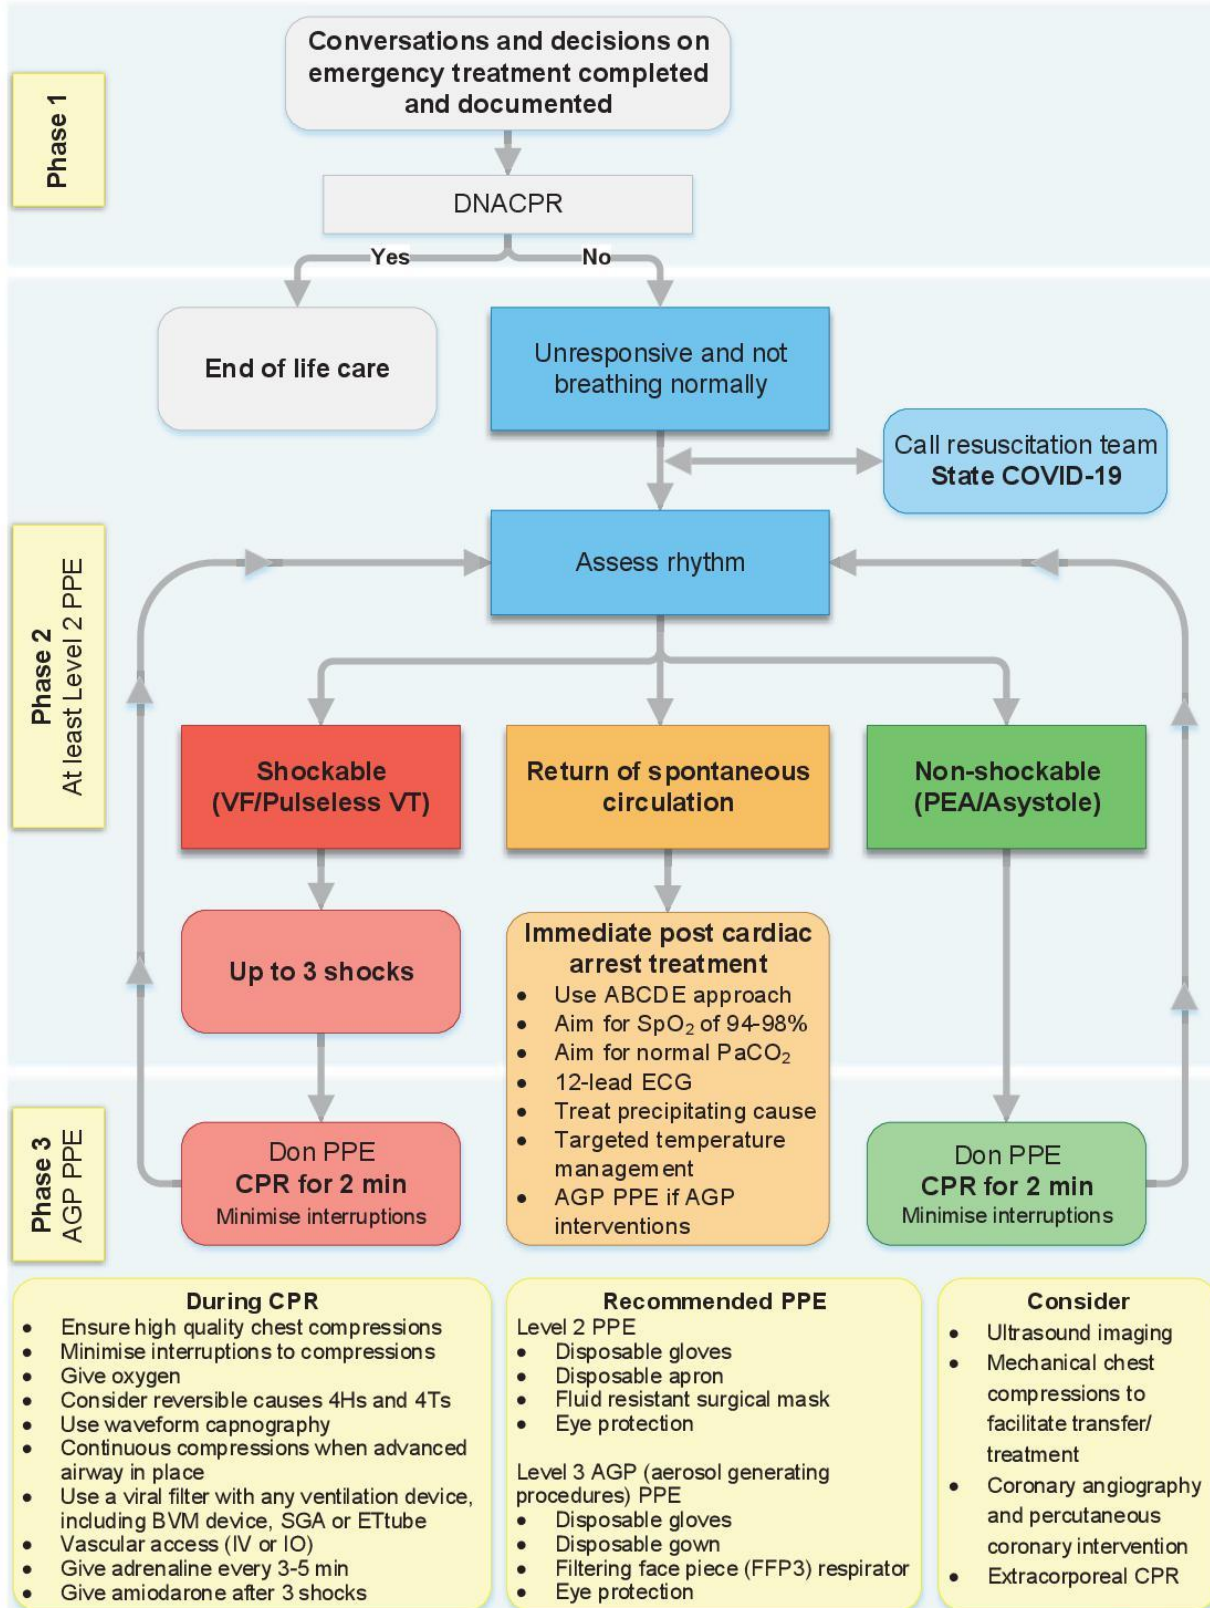 Phase 1
Conversations and decisions on
emergency treatment completed
and documented
DNACPR
Yes
No
End of life care
Unresponsive and not
breathing normally
Call resuscitation team
State COVID-19
Phase 2
At least Level 2 PPE
Assess rhythm
Shockable
(VF/Pulseless VT)
Return of spontaneous
circulation
Non-shockable
(PEA/Asystole)
Up to 3 shocks
Immediate post cardiac
arrest treatment
• Use ABCDE approach
• Aim for SpO₂ of 94-98%
• Aim for normal PaCO₂
• 12-lead ECG
• Treat precipitating cause
• Targeted temperature
management
• AGP PPE if AGP
interventions
Phase 3
AGP PPE
Don PPE
CPR for 2 min
Minimise interruptions
Don PPE
CPR for 2 min
Minimise interruptions
During CPR
• Ensure high quality chest compressions
• Minimise interruptions to compressions
• Give oxygen
• Consider reversible causes 4Hs and 4Ts
• Use waveform capnography
• Continuous compressions when advanced
airway in place
• Use a viral filter with any ventilation device,
including BVM device, SGA or ETtube
• Vascular access (IV or IO)
• Give adrenaline every 3-5 min
• Give amiodarone after 3 shocks
Recommended PPE
Level 2 PPE
• Disposable gloves
• Disposable apron
• Fluid resistant surgical mask
• Eye protection
Level 3 AGP (aerosol generating
procedures) PPE
• Disposable gloves
• Disposable gown
• Filtering face piece (FFP3) respirator
• Eye protection
Consider
• Ultrasound imaging
• Mechanical chest
compressions to
facilitate transfer/
treatment
• Coronary angiography
and percutaneous
coronary intervention
• Extracorporeal CPR